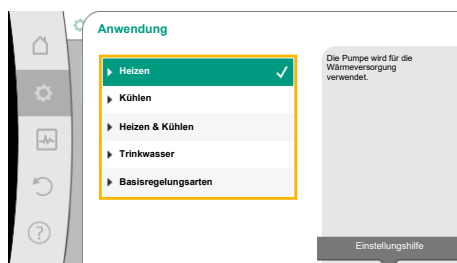 Anwendung
Heizen
Kühlen
Heizen & Kühlen
Trinkwasser
Basisregelungsarten
Die Pumpe wird für die
Wärmeversorgung
verwendet.
Einstellungshilfe
?